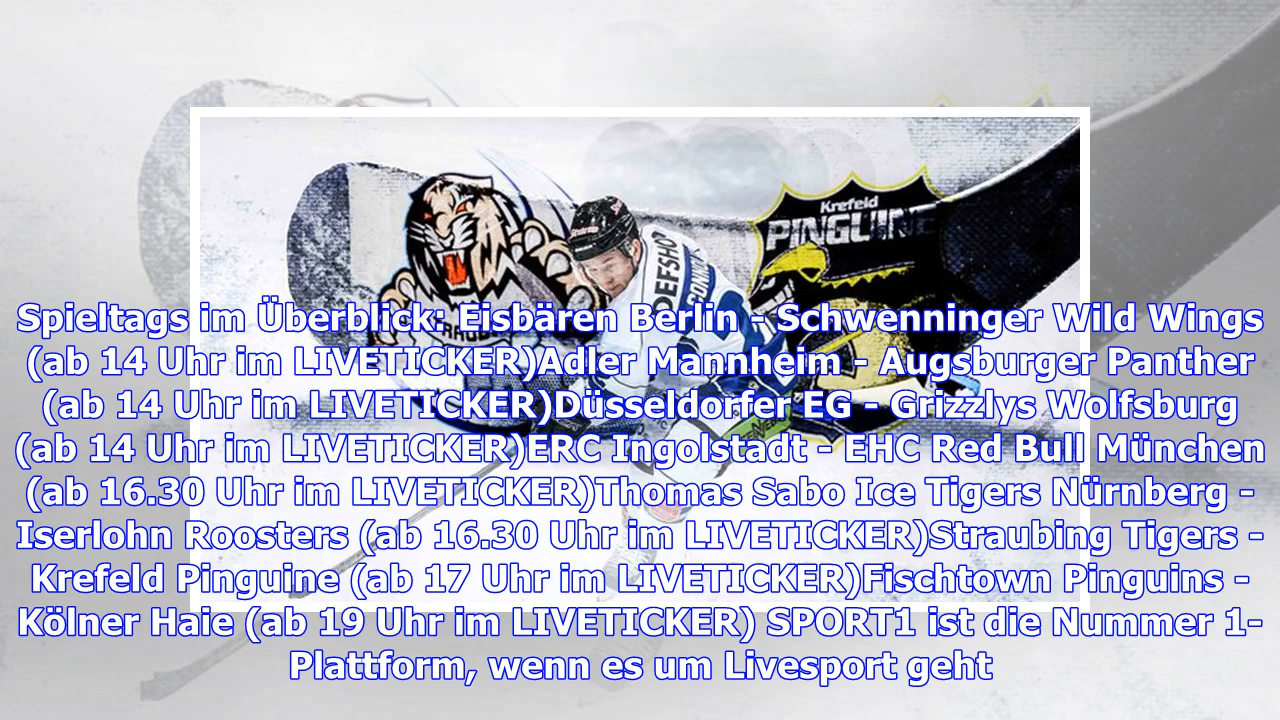 Krefeld
PINGUINE
DEFSHOP
Spieltags im Überblick: Eisbären Berlin - Schwenninger Wild Wings
(ab 14 Uhr im LIVETICKER)Adler Mannheim - Augsburger Panther
(ab 14 Uhr im LIVETICKER)Düsseldorfer EG - Grizzlys Wolfsburg
(ab 14 Uhr im LIVETICKER)ERC Ingolstadt - EHC Red Bull München
(ab 16.30 Uhr im LIVETICKER)Thomas Sabo Ice Tigers Nürnberg -
Iserlohn Roosters (ab 16.30 Uhr im LIVETICKER)Straubing Tigers -
Krefeld Pinguine (ab 17 Uhr im LIVETICKER)Fischtown Pinguins -
Kölner Haie (ab 19 Uhr im LIVETICKER) SPORT1 ist die Nummer 1-
Plattform, wenn es um Livesport geht